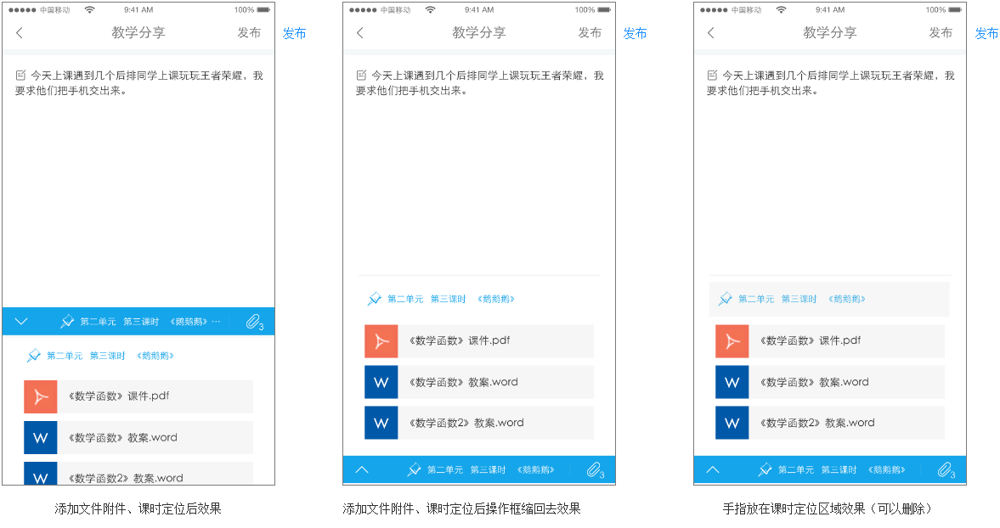 中国移动 9:41 AM 100%
教学分享 发布 发布
今天上课遇到几个后排同学上课玩玩王者荣耀，我
要求他们把手机交出来。
第二单元 第三课时 《鹅鹅鹅》 ··· 3
第二单元 第三课时 《鹅鹅鹅》
《数学函数》课件.pdf
W 《数学函数》教案.word
W 《数学函数2》教案.word
添加文件附件、课时定位后效果
中国移动 9:41 AM 100%
教学分享 发布 发布
今天上课遇到几个后排同学上课玩玩王者荣耀，我
要求他们把手机交出来。
第二单元 第三课时 《鹅鹅鹅》
《数学函数》课件.pdf
W 《数学函数》教案.word
W 《数学函数2》教案.word
第二单元 第三课时 《鹅鹅鹅》 3
添加文件附件、课时定位后操作框缩回去效果
中国移动 9:41 AM 100%
教学分享 发布 发布
今天上课遇到几个后排同学上课玩玩王者荣耀，我
要求他们把手机交出来。
第二单元 第三课时 《鹅鹅鹅》
《数学函数》课件.pdf
W 《数学函数》教案.word
W 《数学函数2》教案.word
第二单元 第三课时 《鹅鹅鹅》 3
手指放在课时定位区域效果（可以删除）